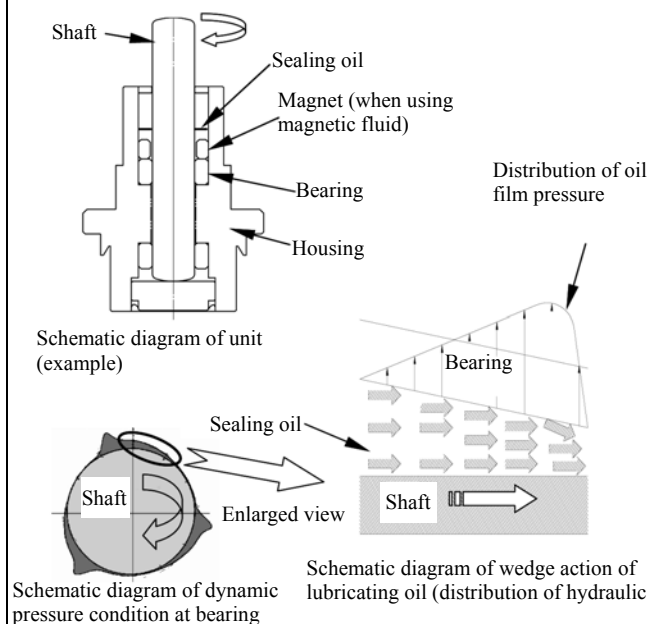 Shaft
Sealing oil
Magnet (when using
magnetic fluid)
Bearing
Housing
Schematic diagram of unit
(example)
Distribution of oil
film pressure
Bearing
Sealing oil
Shaft
Shaft
Enlarged view
Schematic diagram of dynamic
pressure condition at bearing
Schematic diagram of wedge action of
lubricating oil (distribution of hydraulic